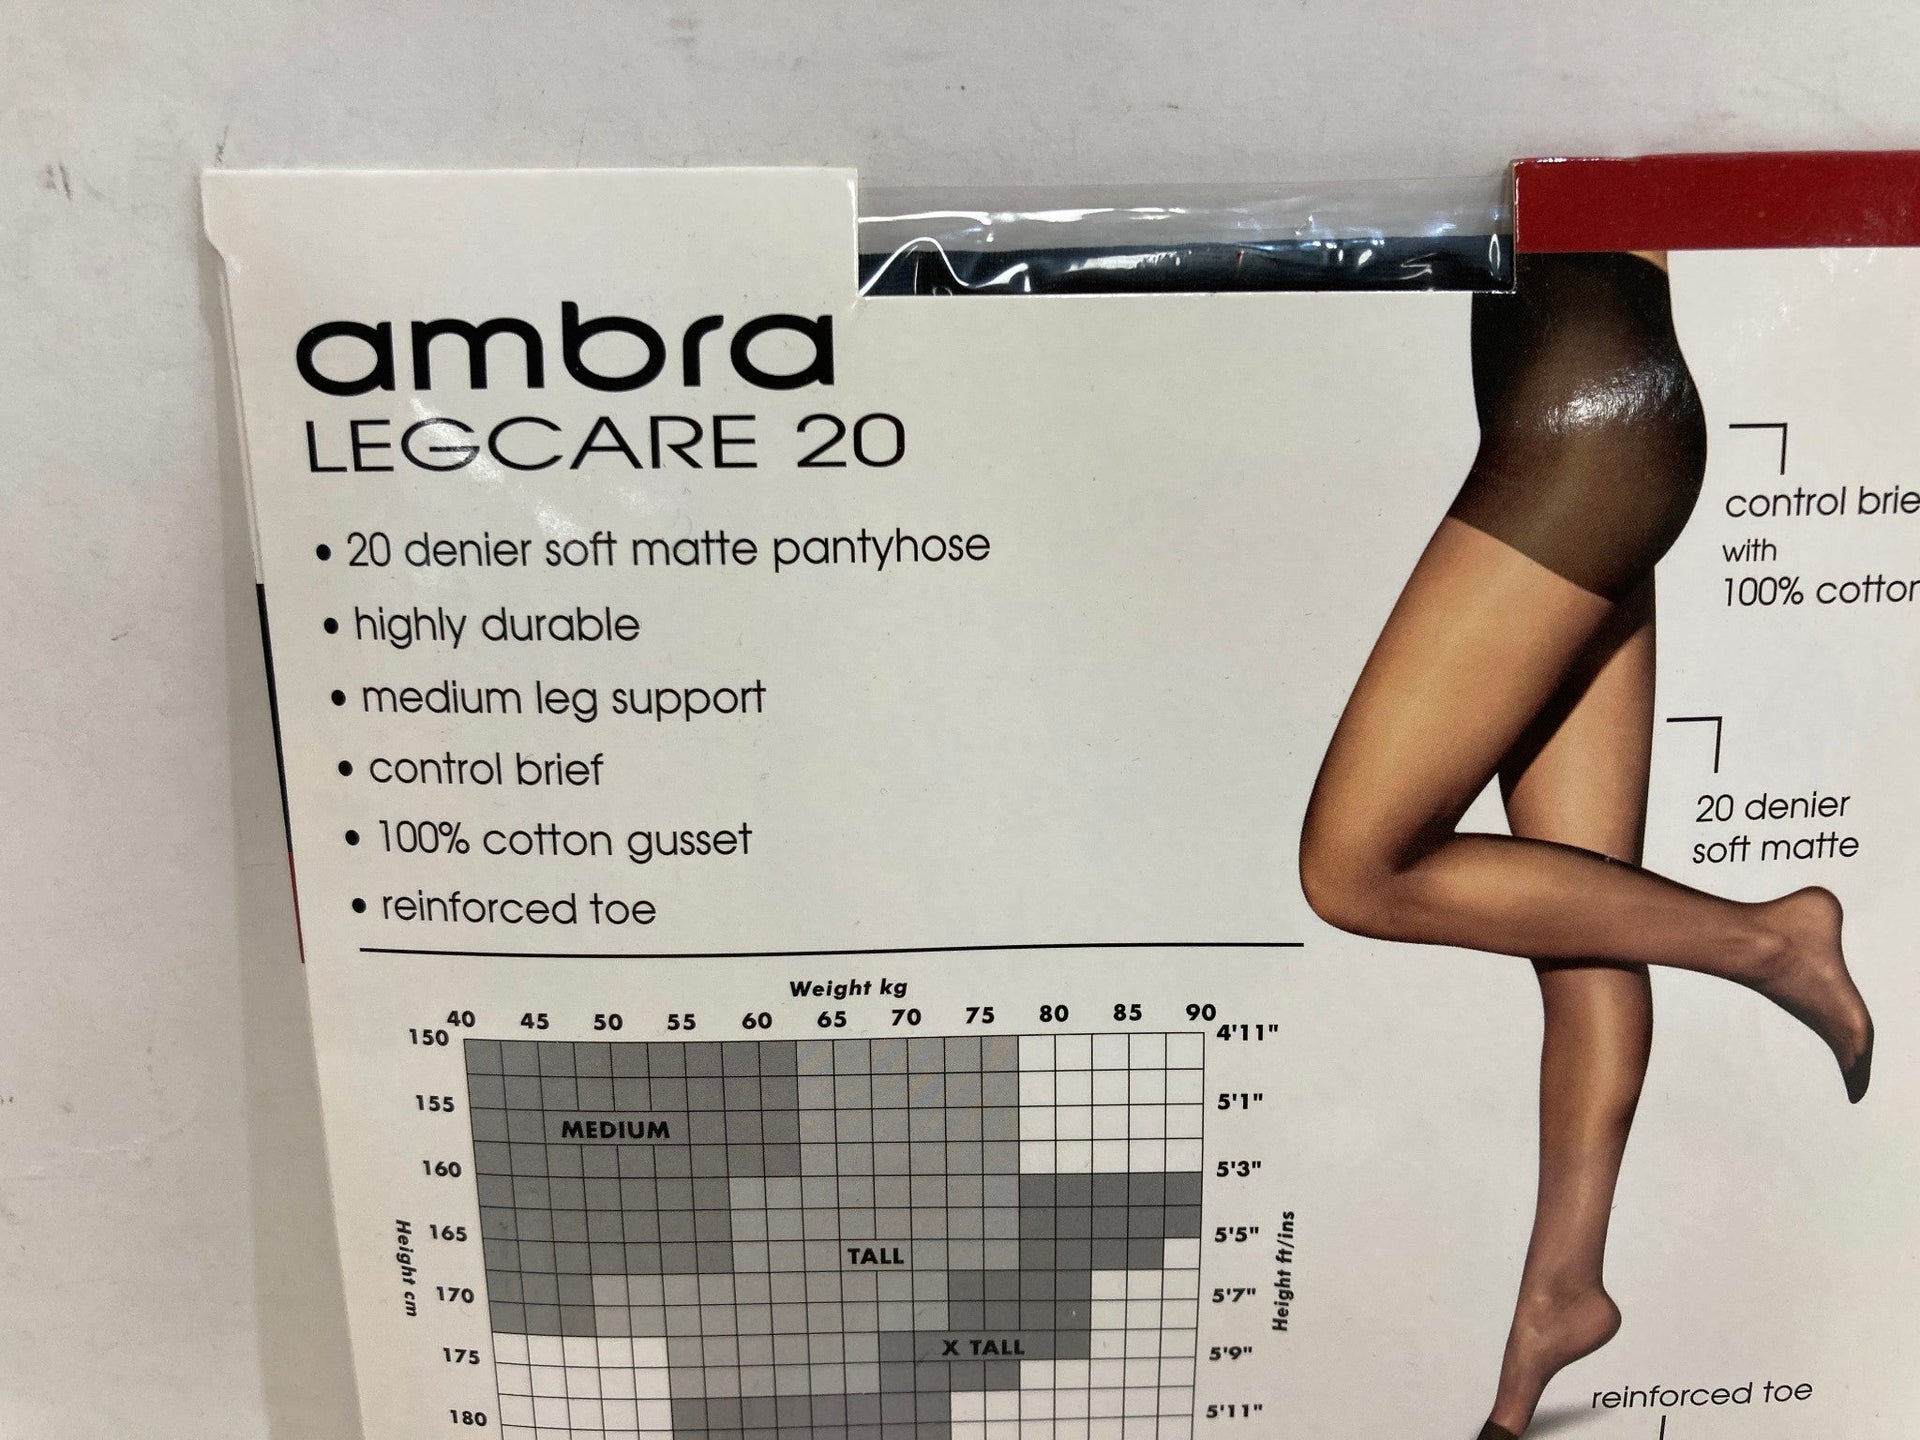 ambra
LEGCARE 20
• 20 denier soft matte pantyhose
• highly durable
• medium leg support
• control brief
• 100% cotton gusset
• reinforced toe
control brie
with
100% cotton
20 denier
soft matte
Weight kg
40 45 50 55 60 65 70 75 80 85 90
150 4'11"
155 5'1"
MEDIUM
160 5'3"
165 5'5"
TALL
Height cm
Height ft/ins
170 5'7"
X TALL
175 5'9"
180 5'11"
reinforced toe